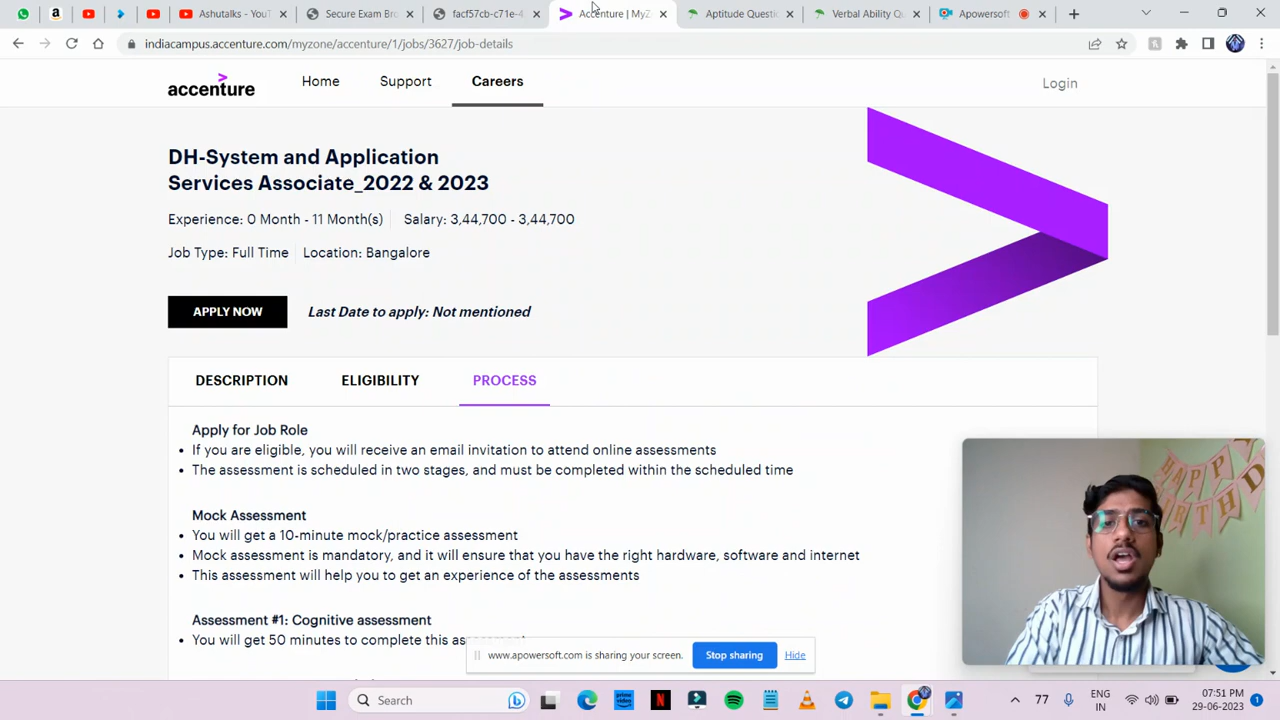 Ashutalks - YouT
Secure Exam Bro
facf57cb-c71e-4
Accenture | MyZ
Aptitude Questi
Verbal Ability Q
Apowersoft
indiacampus.accenture.com/myzone/accenture/1/jobs/3627/job-details
accenture
Home
Support
Careers
Login
DH-System and Application
Services Associate_2022 & 2023
Experience: 0 Month - 11 Month(s)
Salary: 3,44,700 - 3,44,700
Job Type: Full Time
Location: Bangalore
APPLY NOW
Last Date to apply: Not mentioned
DESCRIPTION
ELIGIBILITY
PROCESS
Apply for Job Role
• If you are eligible, you will receive an email invitation to attend online assessments
• The assessment is scheduled in two stages, and must be completed within the scheduled time
Mock Assessment
• You will get a 10-minute mock/practice assessment
• Mock assessment is mandatory, and it will ensure that you have the right hardware, software and internet
• This assessment will help you to get an experience of the assessments
Assessment #1: Cognitive assessment
• You will get 50 minutes to complete this
www.apowersoft.com is sharing your screen.
Stop sharing
Hide
HAPPY
Search
77
ENG
IN
07:51 PM
29-06-2023
1